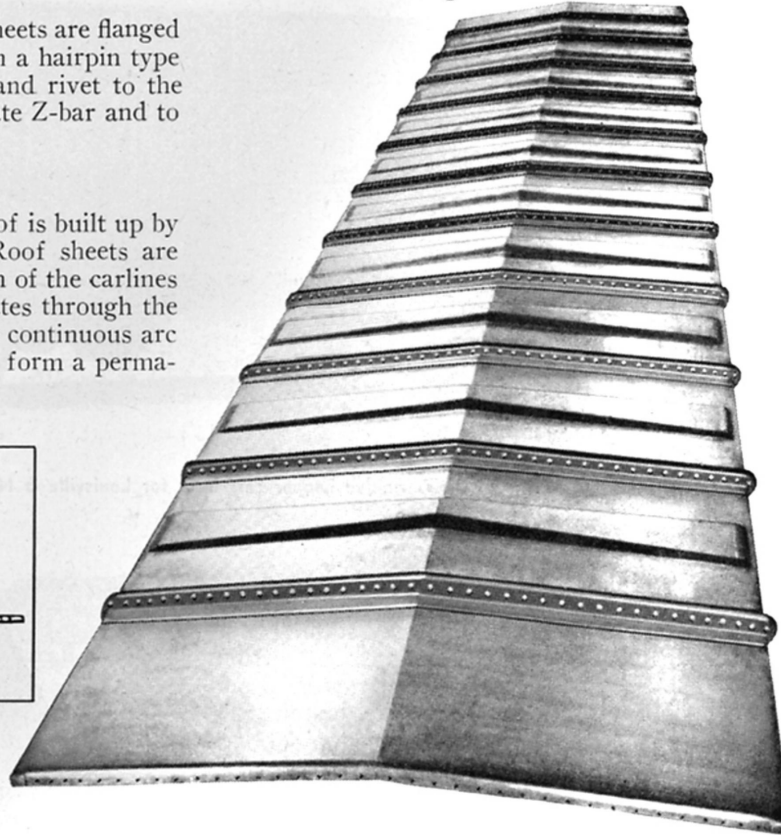 heets are flanged
a hairpin type
and rivet to the
ate Z-bar and to
of is built up by
Roof sheets are
of the carlines
tes through the
continuous arc
form a perma-